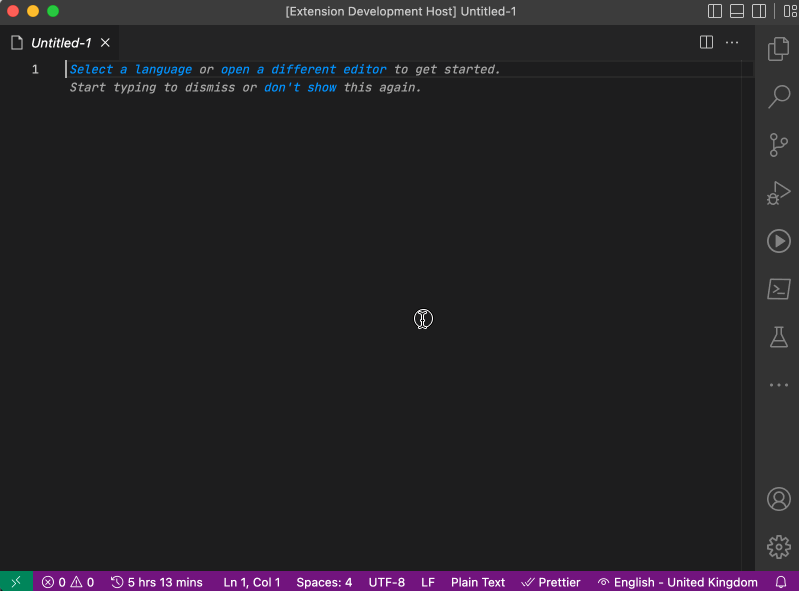 [Extension Development Host] Untitled-1
Untitled-1
1
Select a language or open a different editor to get started.
Start typing to dismiss or don't show this again.
0 0 5 hrs 13 mins Ln 1, Col 1 Spaces: 4 UTF-8 LF Plain Text Prettier English - United Kingdom